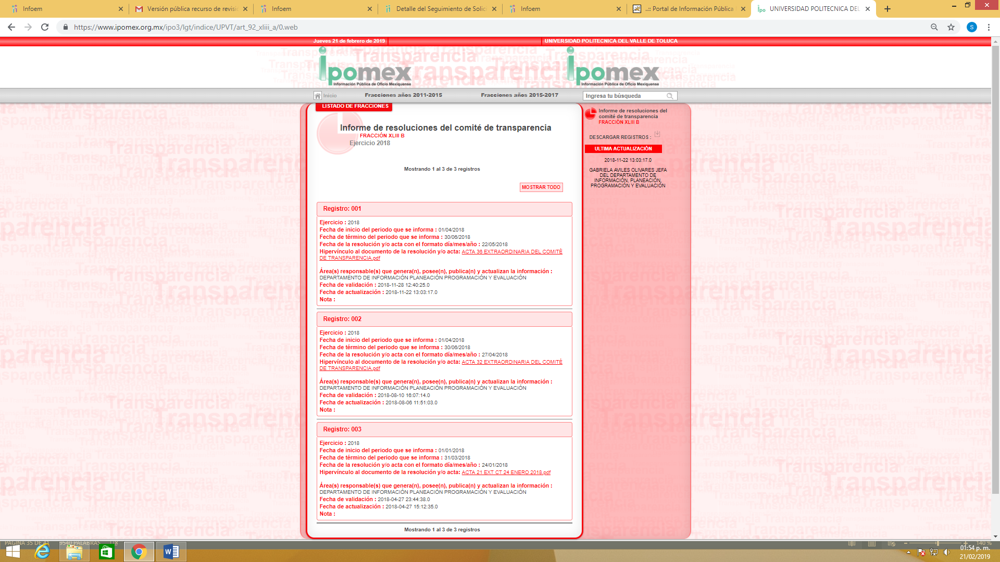 Infoem
Versión pública recurso de revisió
Infoem
Detalle del Seguimiento de Solici
Infoem
..:: Portal de Información Pública
UNIVERSIDAD POLITECNICA DEL
https://www.ipomex.org.mx/ipo3/lgt/indice/UPVT/art_92_xliii_a/0.web
S
Jueves 21 de febrero de 2019
UNIVERSIDAD POLITECNICA DEL VALLE DE TOLUCA
ipomex
Información Pública de Oficio Mexiquense
ipomex
Información Pública de Oficio Mexiquense
Inicio
Fracciones años 2011-2015
Fracciones años 2015-2017
Ingresa tu búsqueda
LISTADO DE FRACCIONES
Informe de resoluciones del comité de transparencia
FRACCIÓN XLIII B
Ejercicio 2018
Mostrando 1 al 3 de 3 registros
MOSTRAR TODO
Registro: 001
Ejercicio : 2018
Fecha de inicio del periodo que se informa : 01/04/2018
Fecha de término del periodo que se informa : 30/06/2018
Fecha de la resolución y/o acta con el formato día/mes/año : 22/05/2018
Hipervínculo al documento de la resolución y/o acta: ACTA 36 EXTRAORDINARIA DEL COMITÉ
DE TRANSPARENCIA.pdf
Área(s) responsable(s) que genera(n), posee(n), publica(n) y actualizan la información :
DEPARTAMENTO DE INFORMACIÓN PLANEACIÓN PROGRAMACIÓN Y EVALUACIÓN
Fecha de validación : 2018-11-28 12:40:25.0
Fecha de actualización : 2018-11-22 13:03:17.0
Nota :
Registro: 002
Ejercicio : 2018
Fecha de inicio del periodo que se informa : 01/04/2018
Fecha de término del periodo que se informa : 30/06/2018
Fecha de la resolución y/o acta con el formato día/mes/año : 27/04/2018
Hipervínculo al documento de la resolución y/o acta: ACTA 32 EXTRAORDINARIA DEL COMITÉ
DE TRANSPARENCIA.pdf
Área(s) responsable(s) que genera(n), posee(n), publica(n) y actualizan la información :
DEPARTAMENTO DE INFORMACIÓN PLANEACIÓN PROGRAMACIÓN Y EVALUACIÓN
Fecha de validación : 2018-08-10 16:07:14.0
Fecha de actualización : 2018-08-06 11:51:03.0
Nota :
Registro: 003
Ejercicio : 2018
Fecha de inicio del periodo que se informa : 01/01/2018
Fecha de término del periodo que se informa : 31/03/2018
Fecha de la resolución y/o acta con el formato día/mes/año : 24/01/2018
Hipervínculo al documento de la resolución y/o acta: ACTA 21 EXT CT 24 ENERO 2018.pdf
Área(s) responsable(s) que genera(n), posee(n), publica(n) y actualizan la información :
DEPARTAMENTO DE INFORMACIÓN PLANEACIÓN PROGRAMACIÓN Y EVALUACIÓN
Fecha de validación : 2018-04-27 23:44:38.0
Fecha de actualización : 2018-04-27 15:12:35.0
Nota :
Mostrando 1 al 3 de 3 registros
Informe de resoluciones del
comité de transparencia
FRACCIÓN XLIII B
DESCARGAR REGISTROS :
ULTIMA ACTUALIZACIÓN
2018-11-22 13:03:17.0
GABRIELA AVILES OLIVARES JEFA
DEL DEPARTAMENTO DE
INFORMACIÓN, PLANEACIÓN,
PROGRAMACIÓN Y EVALUACIÓN
PÁGINA 35 DE 41 9540 PALABRAS
140 %
01:54 p. m.
21/02/2019